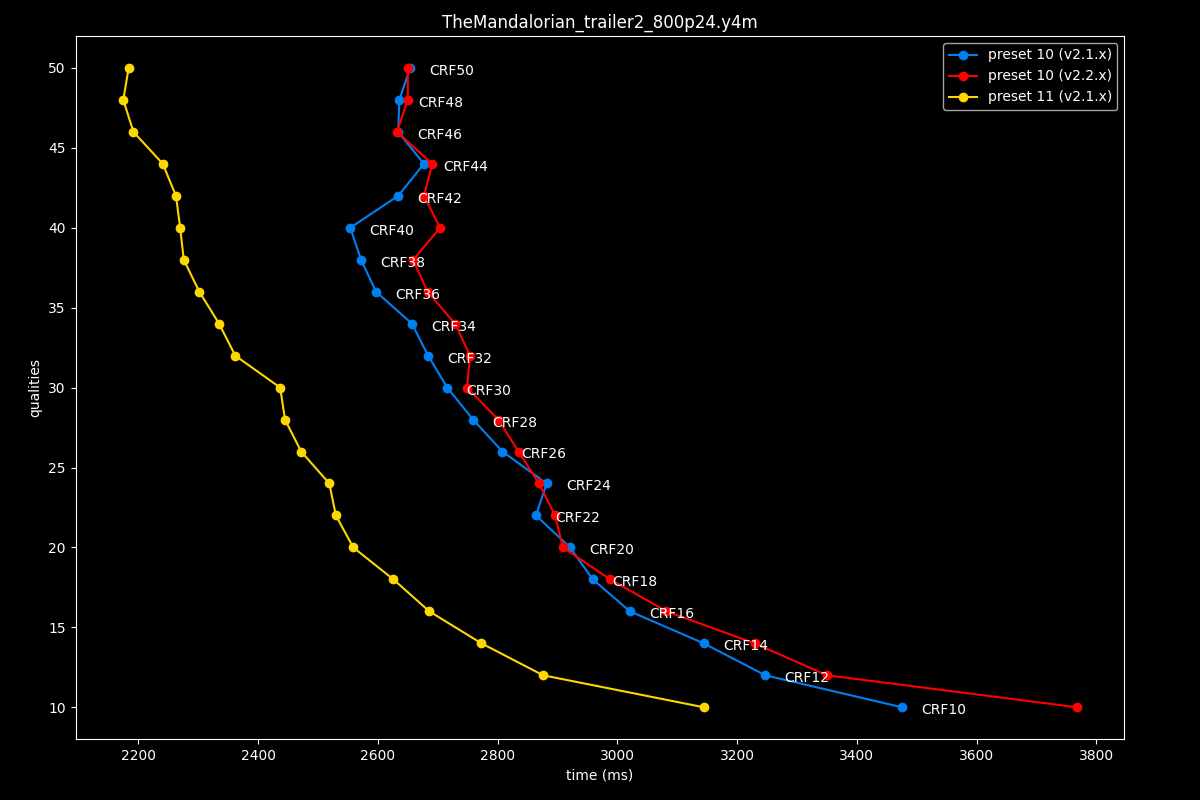 TheMandalorian_trailer2_800p24.y4m
preset 10 (v2.1.x)
preset 10 (v2.2.x)
preset 11 (v2.1.x)
qualities
50
45
40
35
30
25
20
15
10
CRF50
CRF48
CRF46
CRF44
CRF42
CRF40
CRF38
CRF36
CRF34
CRF32
CRF30
CRF28
CRF26
CRF24
CRF22
CRF20
CRF18
CRF16
CRF14
CRF12
CRF10
2200 2400 2600 2800 3000 3200 3400 3600 3800
time (ms)